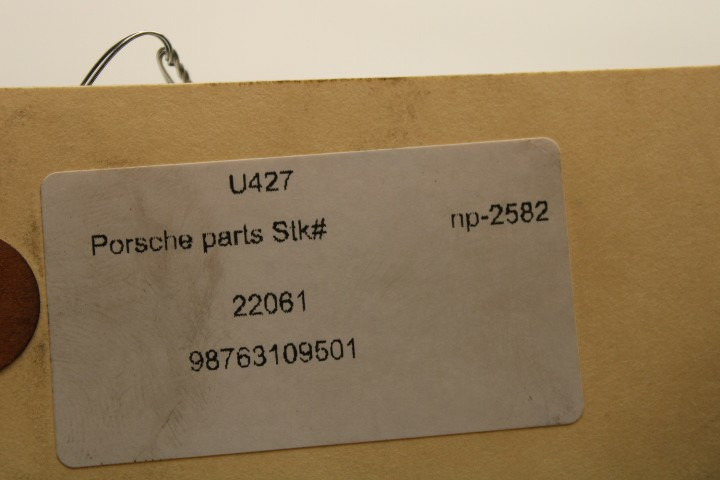 U427
Porsche parts Stk# np-2582
22061
98763109501